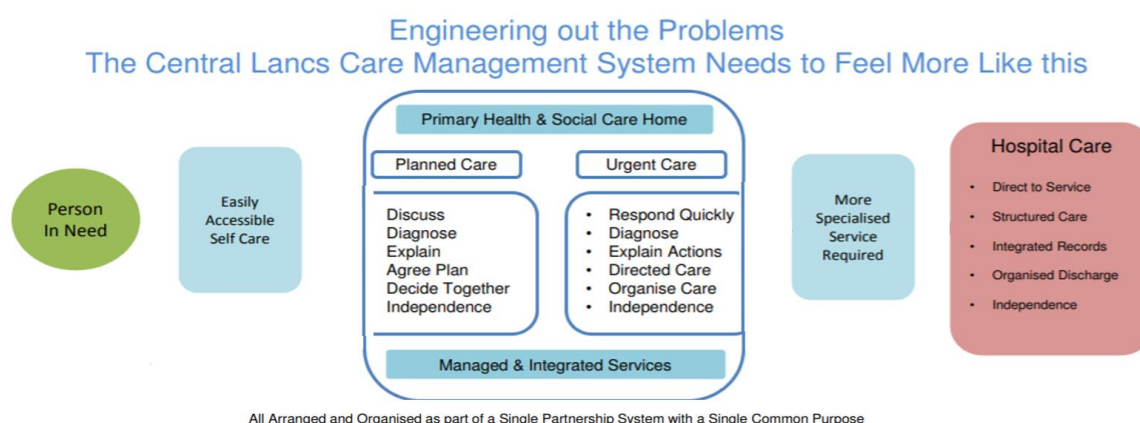 Engineering out the Problems
The Central Lancs Care Management System Needs to Feel More Like this
Person
In Need
Easily
Accessible
Self Care
Primary Health & Social Care Home
Planned Care
Discuss
Diagnose
Explain
Agree Plan
Decide Together
Independence
Urgent Care
• Respond Quickly
• Diagnose
• Explain Actions
• Directed Care
• Organise Care
• Independence
Managed & Integrated Services
More
Specialised
Service
Required
Hospital Care
• Direct to Service
• Structured Care
• Integrated Records
• Organised Discharge
• Independence
All Arranged and Organised as part of a Single Partnership System with a Single Common Purpose